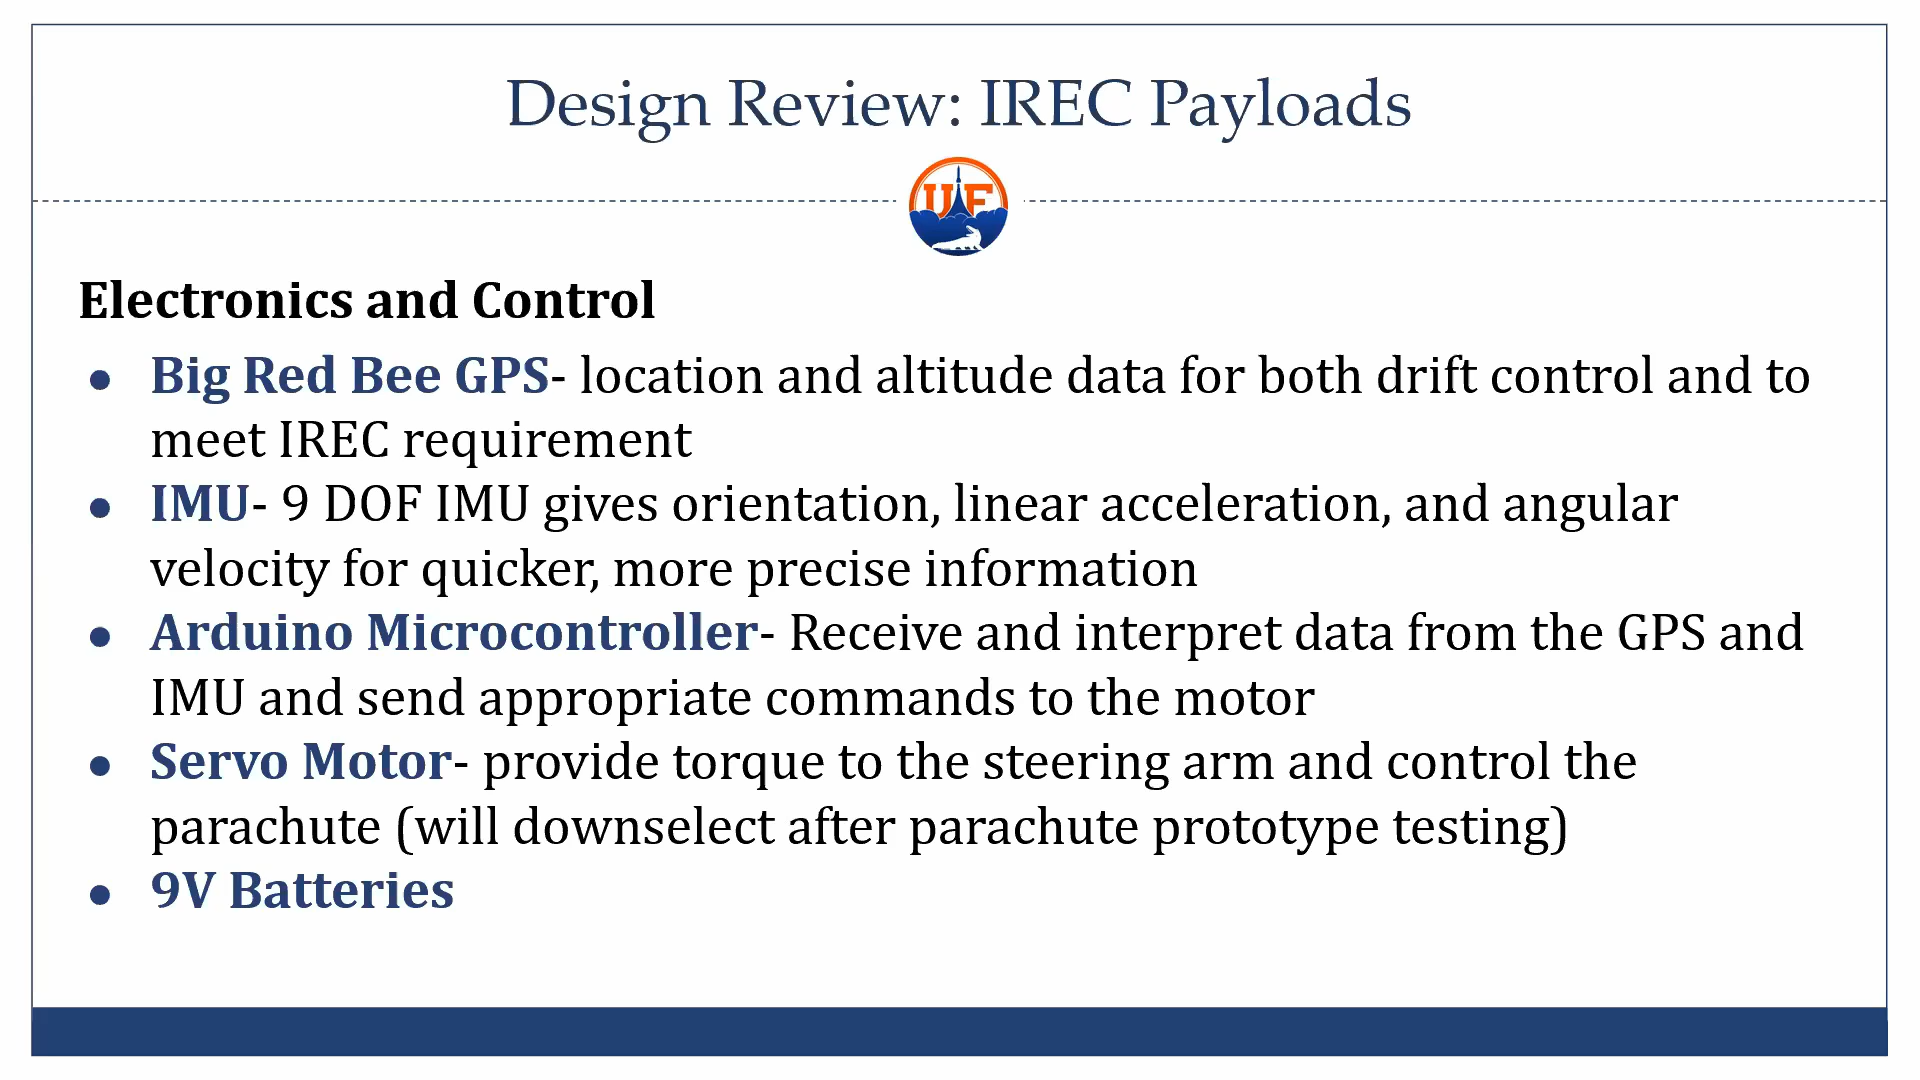 Design Review: IREC Payloads
UF
Electronics and Control
● Big Red Bee GPS- location and altitude data for both drift control and to
meet IREC requirement
● IMU- 9 DOF IMU gives orientation, linear acceleration, and angular
velocity for quicker, more precise information
● Arduino Microcontroller- Receive and interpret data from the GPS and
IMU and send appropriate commands to the motor
● Servo Motor- provide torque to the steering arm and control the
parachute (will downselect after parachute prototype testing)
● 9V Batteries